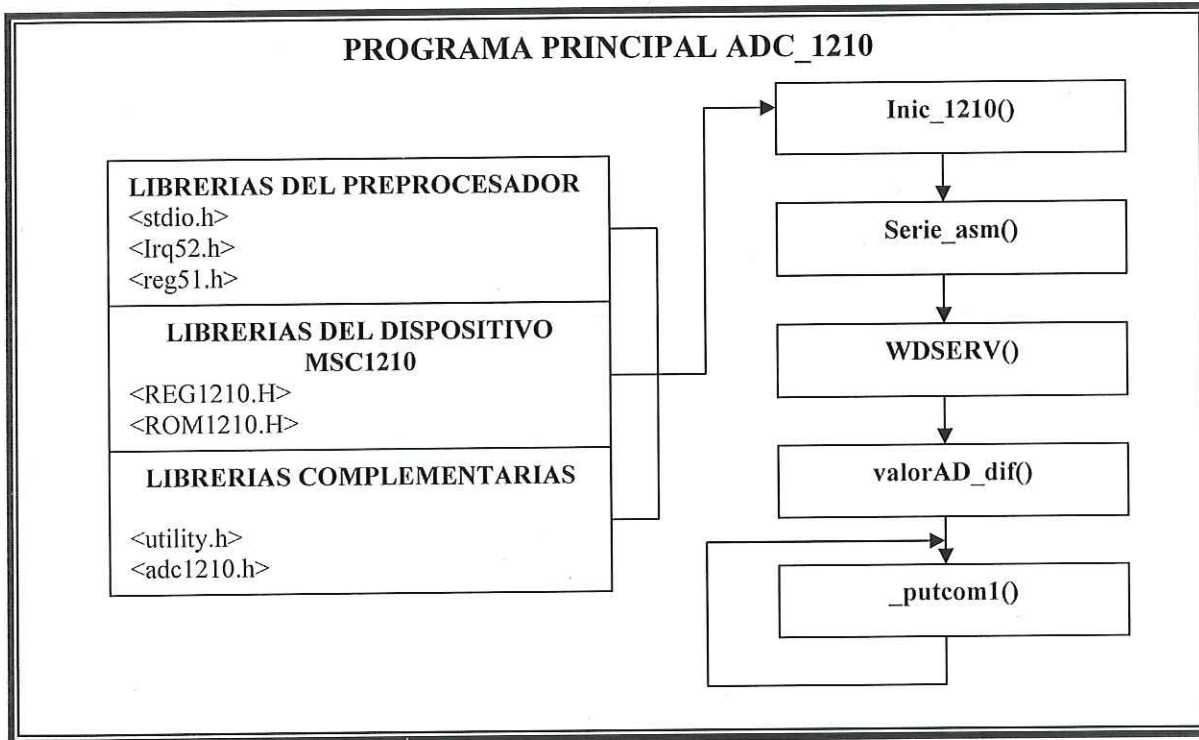 PROGRAMA PRINCIPAL ADC_1210
LIBRERIAS DEL PREPROCESADOR
<stdio.h>
<Irq52.h>
<reg51.h>
LIBRERIAS DEL DISPOSITIVO
MSC1210
<REG1210.H>
<ROM1210.H>
LIBRERIAS COMPLEMENTARIAS
<utility.h>
<adc1210.h>
Inic_1210()
Serie_asm()
WDSERV()
valorAD_dif()
_putcom1()